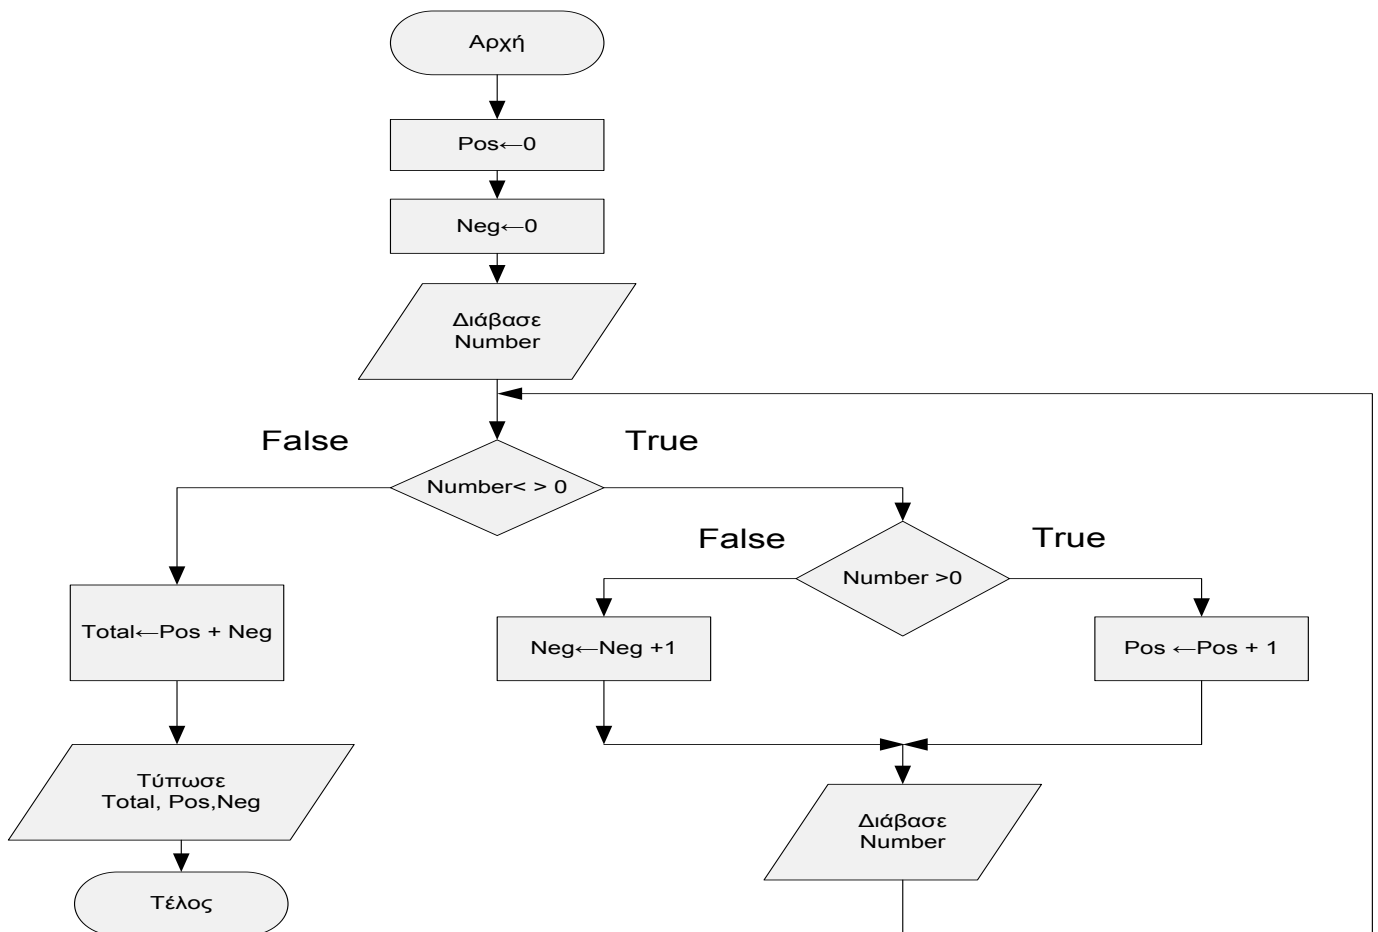 Αρχή
Pos←0
Neg←0
Διάβασε
Number
False
True
Number< > 0
False
True
Number >0
Total←Pos + Neg
Neg←Neg +1
Pos ←Pos + 1
Τύπωσε
Total, Pos,Neg
Διάβασε
Number
Τέλος